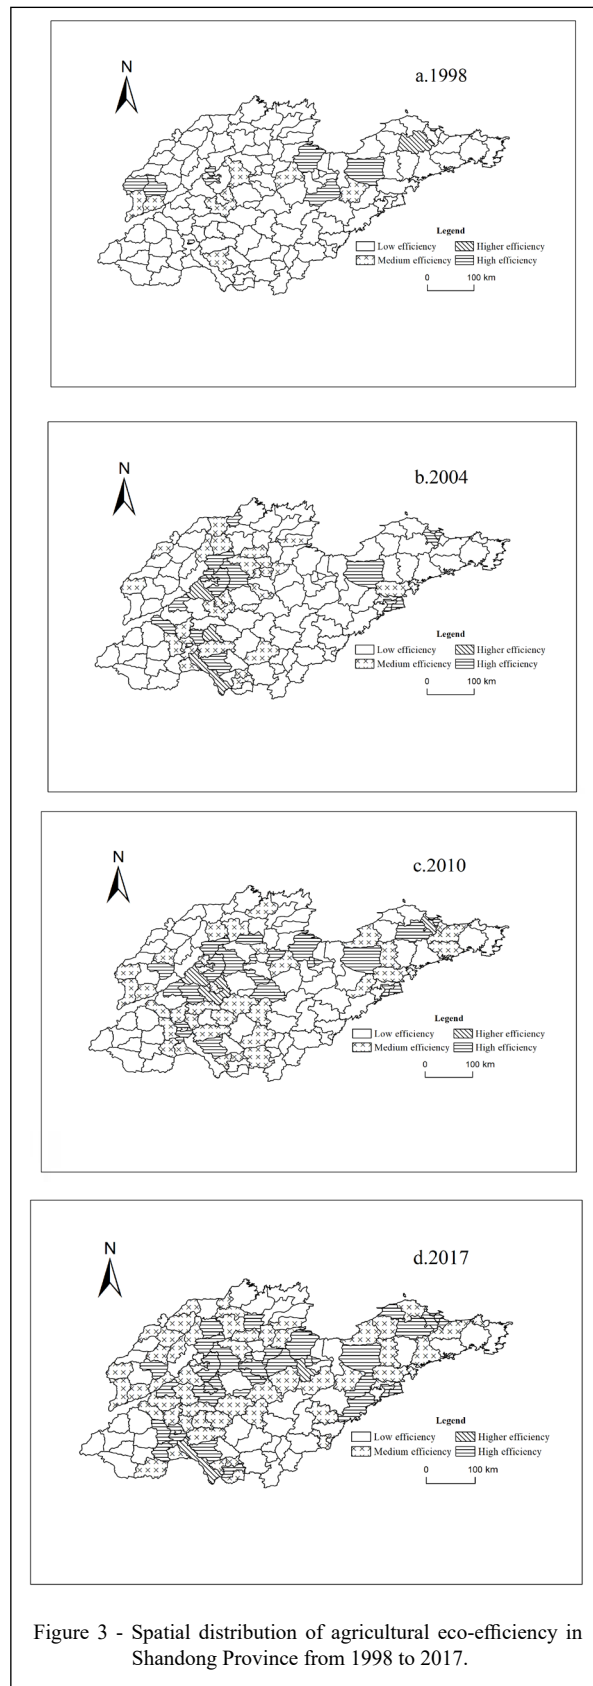 N
a.1998
Legend
Low efficiency
Higher efficiency
Medium efficiency
High efficiency
0 100 km
N
b.2004
Legend
Low efficiency
Higher efficiency
Medium efficiency
High efficiency
0 100 km
N
c.2010
Legend
Low efficiency
Higher efficiency
Medium efficiency
High efficiency
0 100 km
N
d.2017
Legend
Low efficiency
Higher efficiency
Medium efficiency
High efficiency
0 100 km
Figure 3 - Spatial distribution of agricultural eco-efficiency in
Shandong Province from 1998 to 2017.